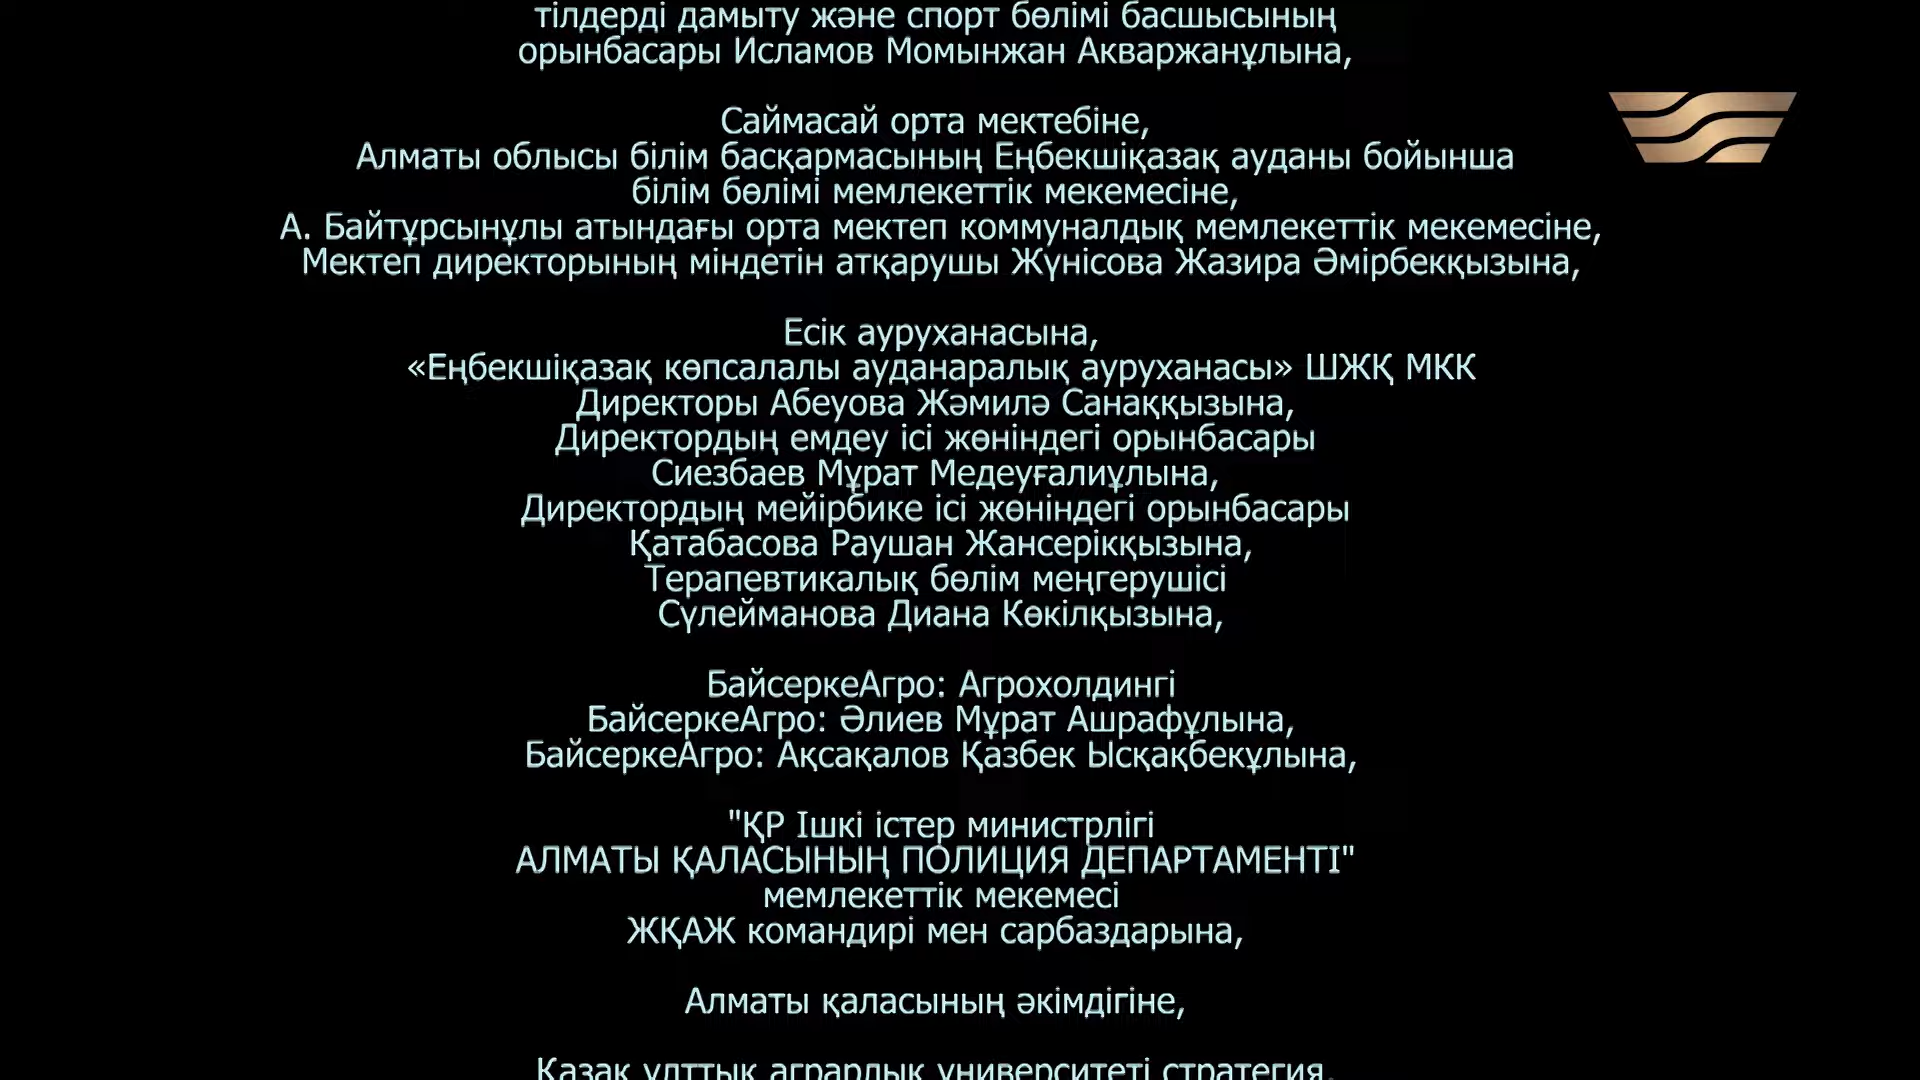 тілдерді дамыту және спорт бөлімі басшысының
орынбасары Исламов Момынжан Акваржанұлына,
Саймасай орта мектебіне,
Алматы облысы білім басқармасының Еңбекшіқазақ ауданы бойынша
білім бөлімі мемлекеттік мекемесіне,
А. Байтұрсынұлы атындағы орта мектеп коммуналдық мемлекеттік мекемесіне,
Мектеп директорының міндетін атқарушы Жүнісова Жазира Әмірбекқызына,
Есік ауруханасына,
«Еңбекшіқазақ көпсалалы ауданаралық ауруханасы» ШЖҚ МКК
Директоры Абеуова Жәмилә Санаққызына,
Директордың емдеу ісі жөніндегі орынбасары
Сиезбаев Мұрат Медеуғалиұлына,
Директордың мейірбике ісі жөніндегі орынбасары
Қатабасова Раушан Жансерікқызына,
Терапевтикалық бөлім меңгерушісі
Сүлейманова Диана Көкілқызына,
БайсеркеАгро: Агрохолдингі
БайсеркеАгро: Әлиев Мұрат Ашрафұлына,
БайсеркеАгро: Ақсақалов Қазбек Ысқақбекұлына,
"ҚР Ішкі істер министрлігі
АЛМАТЫ ҚАЛАСЫНЫҢ ПОЛИЦИЯ ДЕПАРТАМЕНТІ"
мемлекеттік мекемесі
ЖҚАЖ командирі мен сарбаздарына,
Алматы қаласының әкімдігіне,
Қазақ ұлттық аграрлық университеті стратегия,